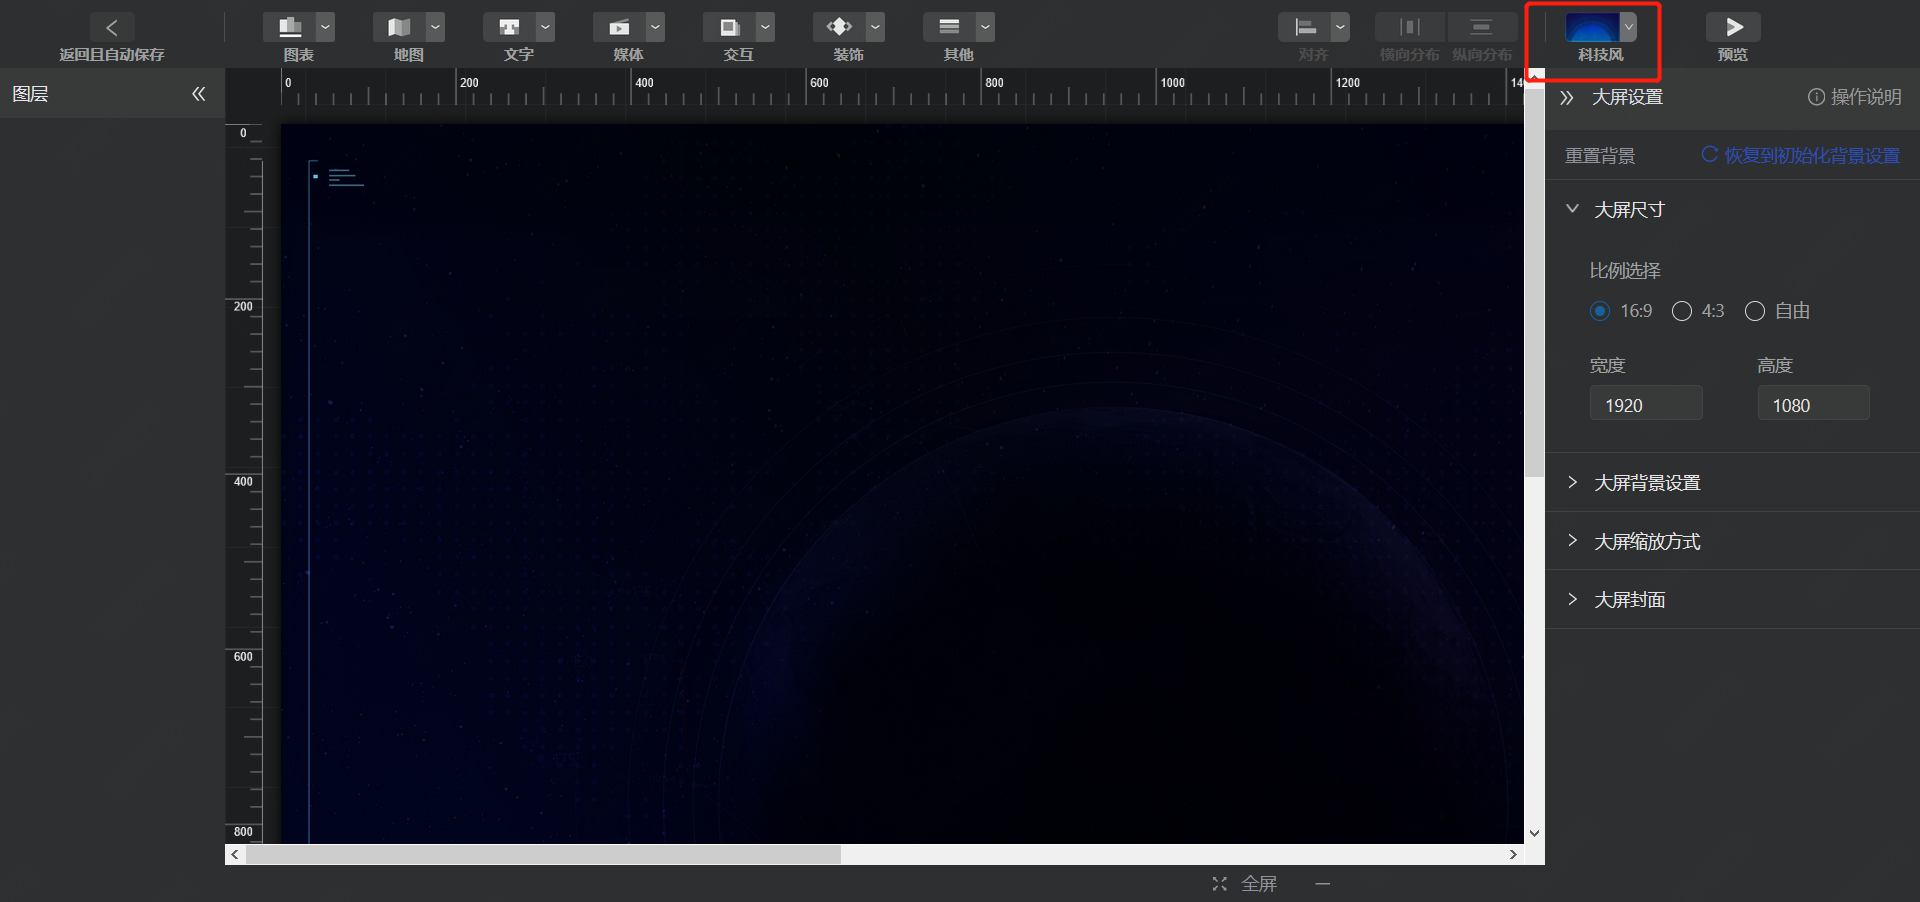 返回且自动保存
图表
地图
文字
媒体
交互
装饰
其他
对齐
横向分布
纵向分布
科技风
预览
图层
0
200
400
600
800
1000
1200
14
0
200
400
600
800
大屏设置
操作说明
重置背景
恢复到初始化背景设置
大屏尺寸
比例选择
16:9
4:3
自由
宽度
高度
1920
1080
大屏背景设置
大屏缩放方式
大屏封面
全屏